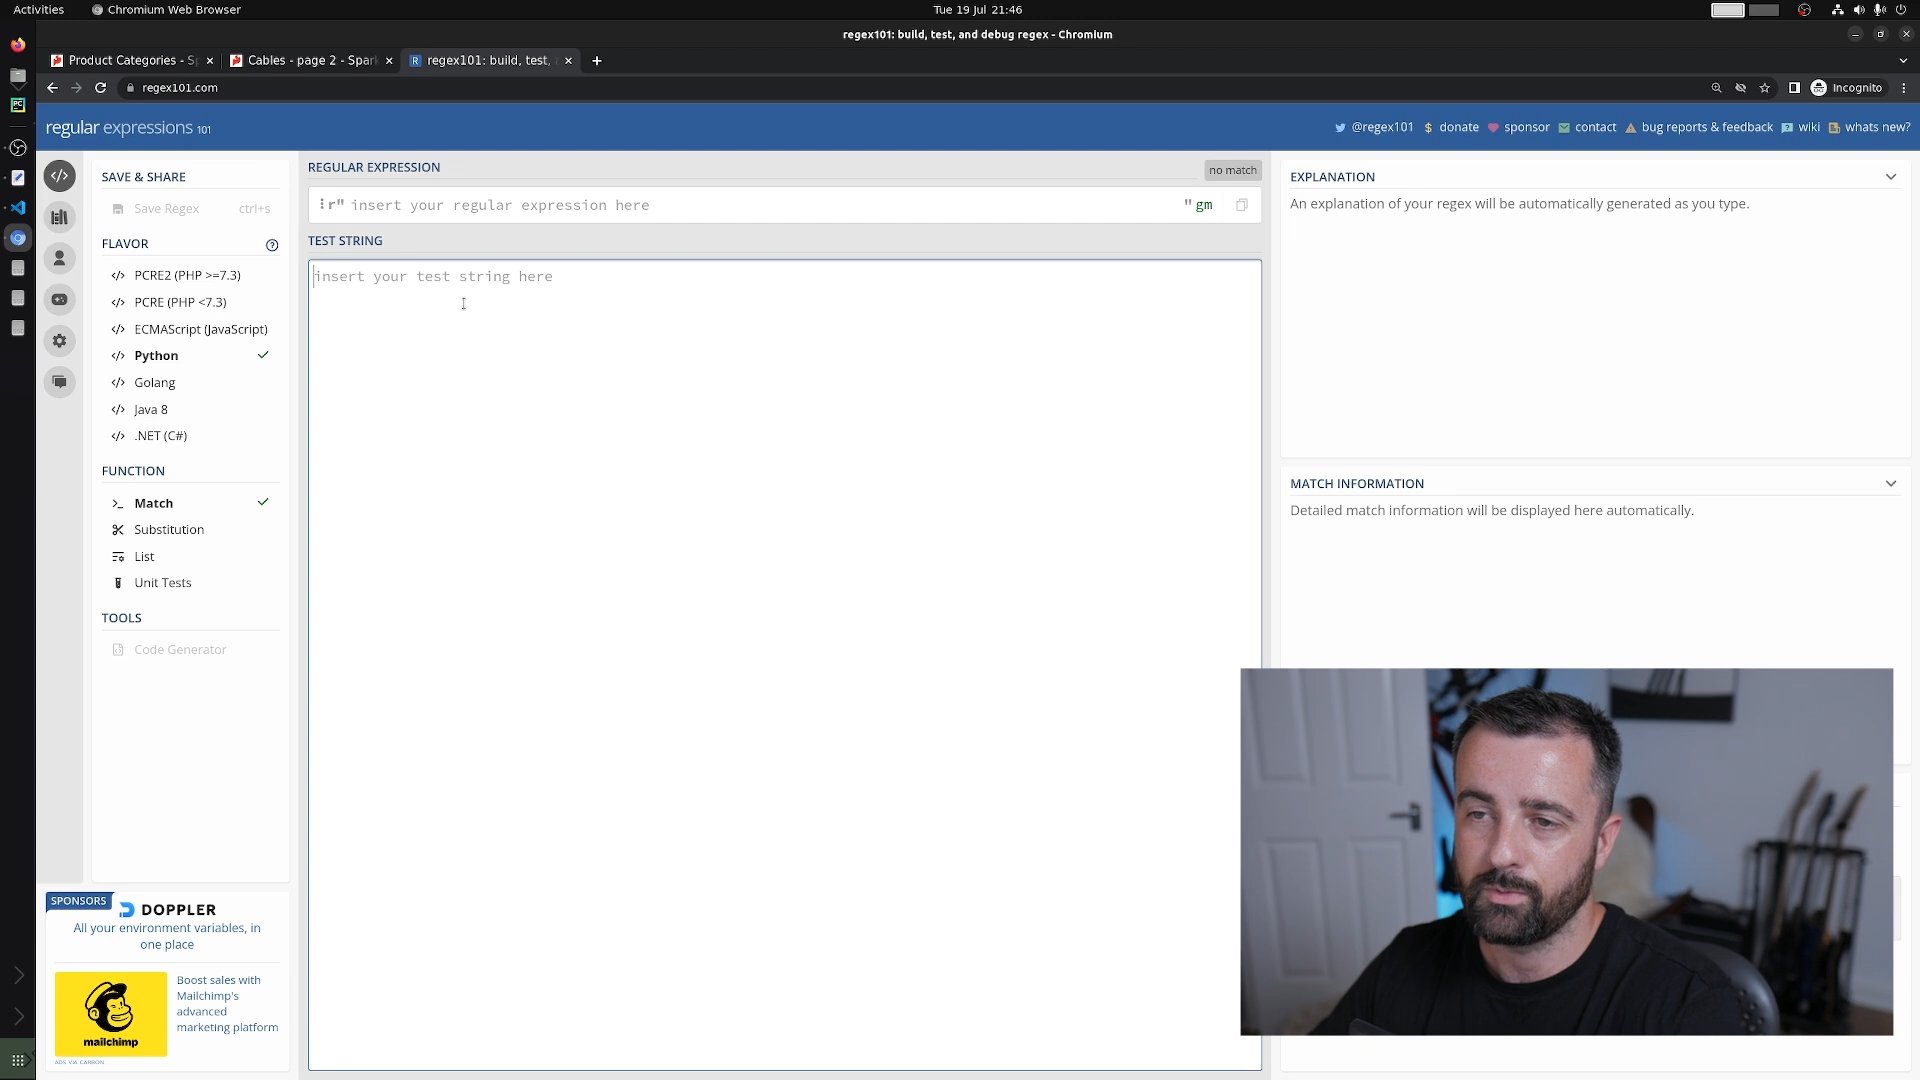 Activities
Chromium Web Browser
Tue 19 Jul 21:46
regex101: build, test, and debug regex - Chromium
Product Categories - Sp
Cables - page 2 - Spark
regex101: build, test,
regex101.com
Incognito
regular expressions 101
@regex101
$ donate
sponsor
contact
bug reports & feedback
wiki
whats new?
SAVE & SHARE
Save Regex ctrl+s
FLAVOR
PCRE2 (PHP >=7.3)
PCRE (PHP <7.3)
ECMAScript (JavaScript)
Python
Golang
Java 8
.NET (C#)
FUNCTION
Match
Substitution
List
Unit Tests
TOOLS
Code Generator
SPONSORS
DOPPLER
All your environment variables, in
one place
mailchimp
Boost sales with
Mailchimp's
advanced
marketing platform
ADS VIA CARBON
REGULAR EXPRESSION
no match
r" insert your regular expression here " gm
TEST STRING
insert your test string here
EXPLANATION
An explanation of your regex will be automatically generated as you type.
MATCH INFORMATION
Detailed match information will be displayed here automatically.